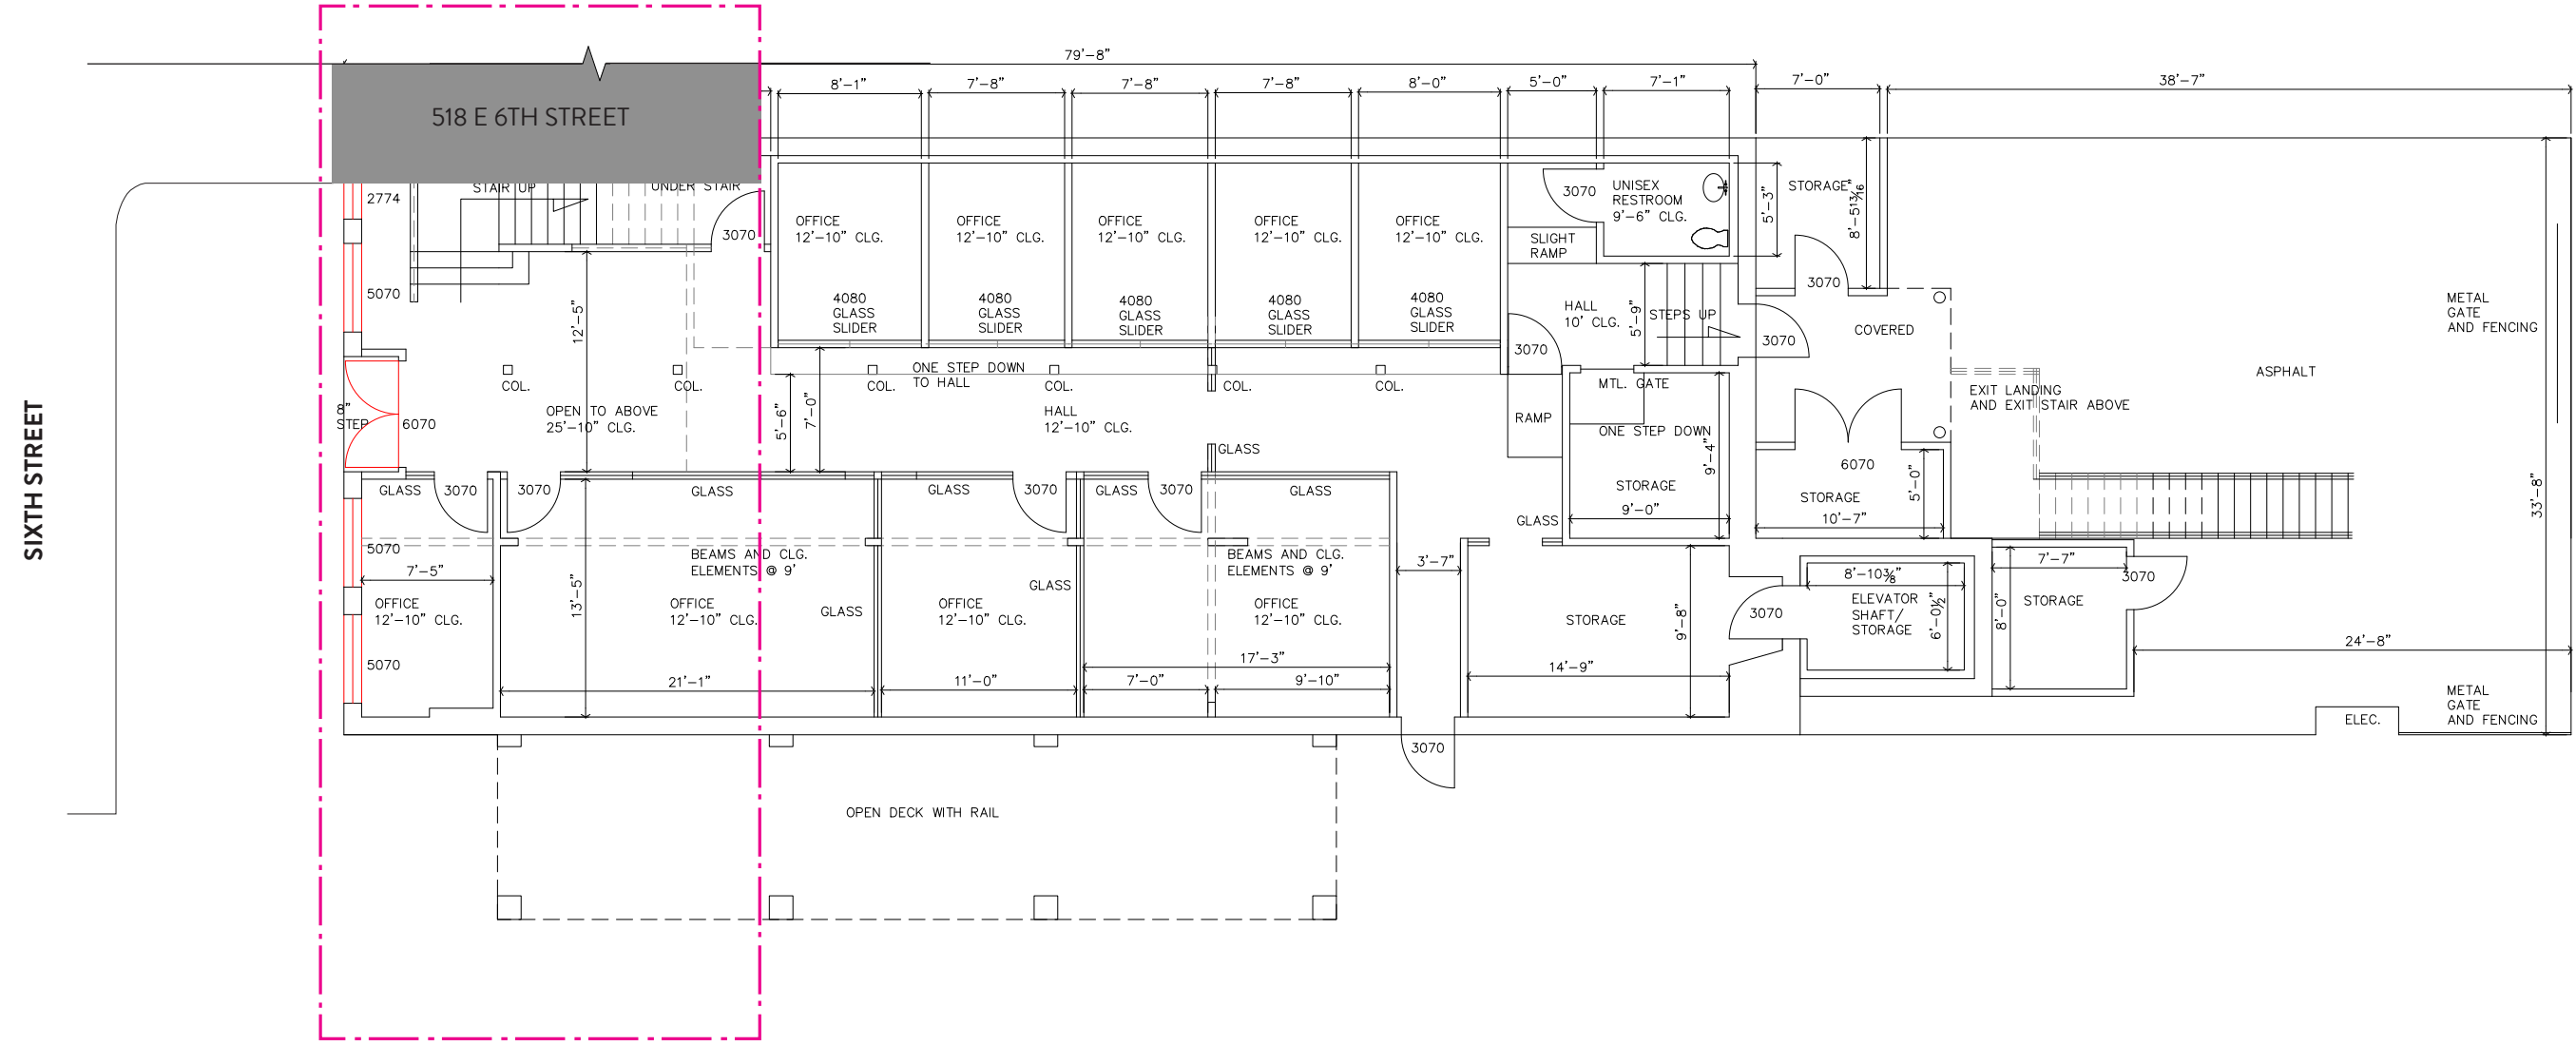 79'-8"
8'-1"
7'-8"
7'-8"
7'-8"
8'-0"
5'-0"
7'-1"
7'-0"
38'-7"
518 E 6TH STREET
2774
STAIR UP
UNDER STAIR
3070
5070
12'-5"
OFFICE
12'-10" CLG.
OFFICE
12'-10" CLG.
OFFICE
12'-10" CLG.
OFFICE
12'-10" CLG.
OFFICE
12'-10" CLG.
4080
GLASS
SLIDER
4080
GLASS
SLIDER
4080
GLASS
SLIDER
4080
GLASS
SLIDER
4080
GLASS
SLIDER
3070
UNISEX
RESTROOM
9'-6" CLG.
SLIGHT
RAMP
5'-3"
STORAGE
8'-5 13/16"
3070
HALL
10' CLG.
5'-9"
STEPS UP
3070
3070
COVERED
METAL
GATE
AND FENCING
ASPHALT
EXIT LANDING
AND EXIT STAIR ABOVE
COL.
COL.
COL.
ONE STEP DOWN
TO HALL
COL.
COL.
COL.
8"
STEP
6070
OPEN TO ABOVE
25'-10" CLG.
5'-6"
7'-0"
HALL
12'-10" CLG.
GLASS
RAMP
MTL. GATE
ONE STEP DOWN
9'-4"
STORAGE
9'-0"
6070
STORAGE
5'-0"
10'-7"
33'-8"
SIXTH STREET
GLASS
3070
3070
GLASS
GLASS
3070
GLASS
3070
GLASS
GLASS
5070
7'-5"
OFFICE
12'-10" CLG.
5070
13'-5"
BEAMS AND CLG.
ELEMENTS @ 9'
OFFICE
12'-10" CLG.
GLASS
21'-1"
OFFICE
12'-10" CLG.
GLASS
11'-0"
BEAMS AND CLG.
ELEMENTS @ 9'
OFFICE
12'-10" CLG.
17'-3"
7'-0"
9'-10"
3'-7"
STORAGE
9'-8"
14'-9"
3070
8'-10 3/8"
ELEVATOR
SHAFT/
STORAGE
6'-0 1/2"
7'-7"
3070
8'-0"
STORAGE
24'-8"
METAL
GATE
AND FENCING
ELEC.
3070
OPEN DECK WITH RAIL